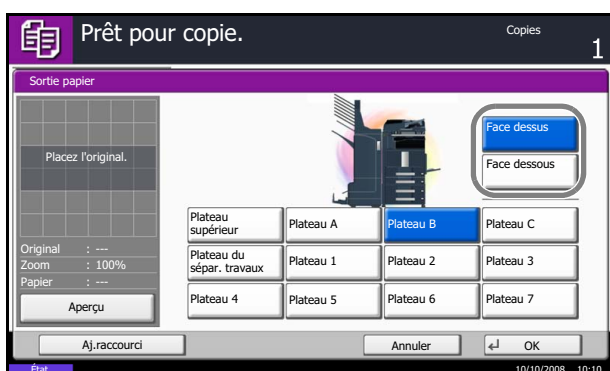 Prêt pour copie.
Copies
1
Sortie papier
Placez l'original.
Face dessus
Face dessous
Plateau
supérieur
Plateau A
Plateau B
Plateau C
Plateau du
sépar. travaux
Plateau 1
Plateau 2
Plateau 3
Plateau 4
Plateau 5
Plateau 6
Plateau 7
Original : ---
Zoom : 100%
Papier : ---
Aperçu
Aj.raccourci
Annuler
OK
État
10/10/2008 10:10